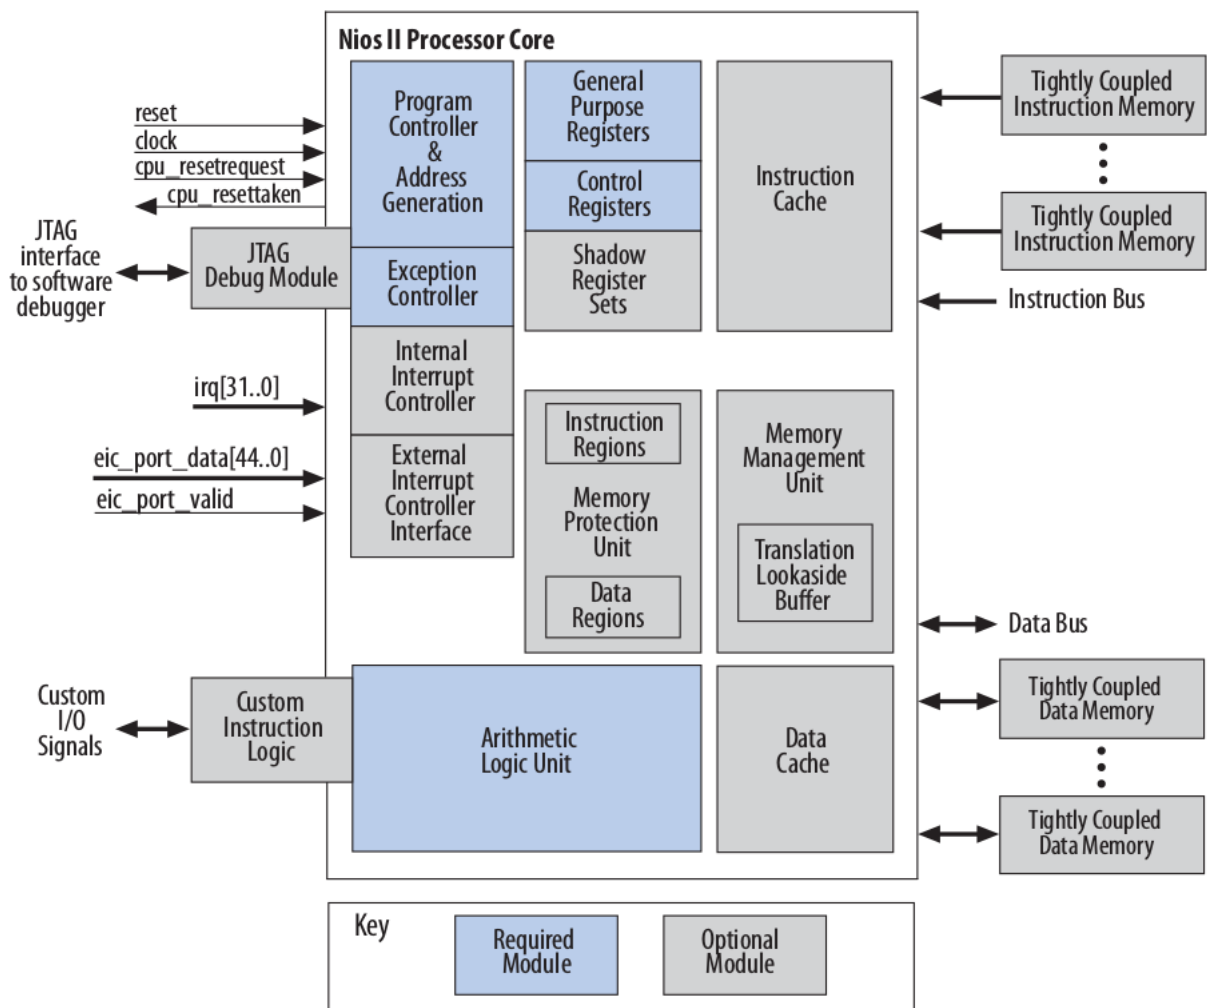 Nios II Processor Core
reset
clock
cpu_resetrequest
cpu_resettaken
JTAG
interface
to software
debugger
JTAG
Debug Module
irq[31..0]
eic_port_data[44..0]
eic_port_valid
Custom
I/O
Signals
Custom
Instruction
Logic
Program
Controller
&
Address
Generation
Exception
Controller
Internal
Interrupt
Controller
External
Interrupt
Controller
Interface
General
Purpose
Registers
Control
Registers
Shadow
Register
Sets
Instruction
Cache
Instruction
Regions
Memory
Protection
Unit
Data
Regions
Memory
Management
Unit
Translation
Lookaside
Buffer
Arithmetic
Logic Unit
Data
Cache
Tightly Coupled
Instruction Memory
Tightly Coupled
Instruction Memory
Instruction Bus
Data Bus
Tightly Coupled
Data Memory
Tightly Coupled
Data Memory
Key
Required
Module
Optional
Module